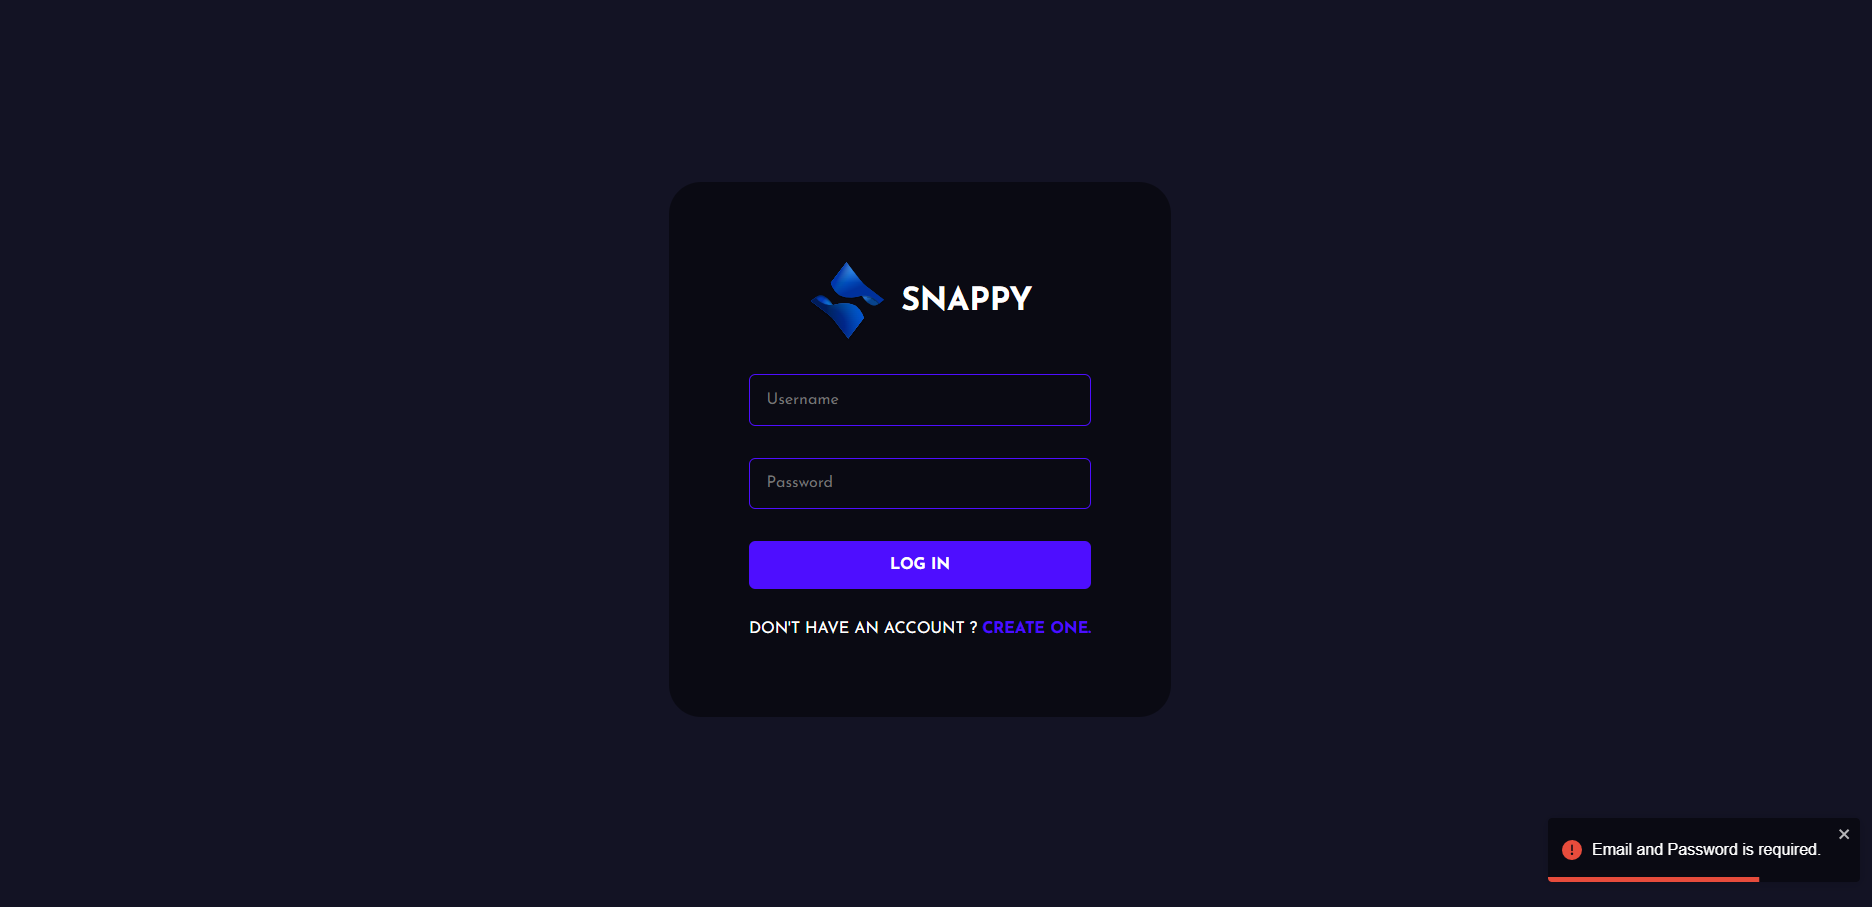 SNAPPY
Username
Password
LOG IN
DON'T HAVE AN ACCOUNT ? CREATE ONE.
Email and Password is required.